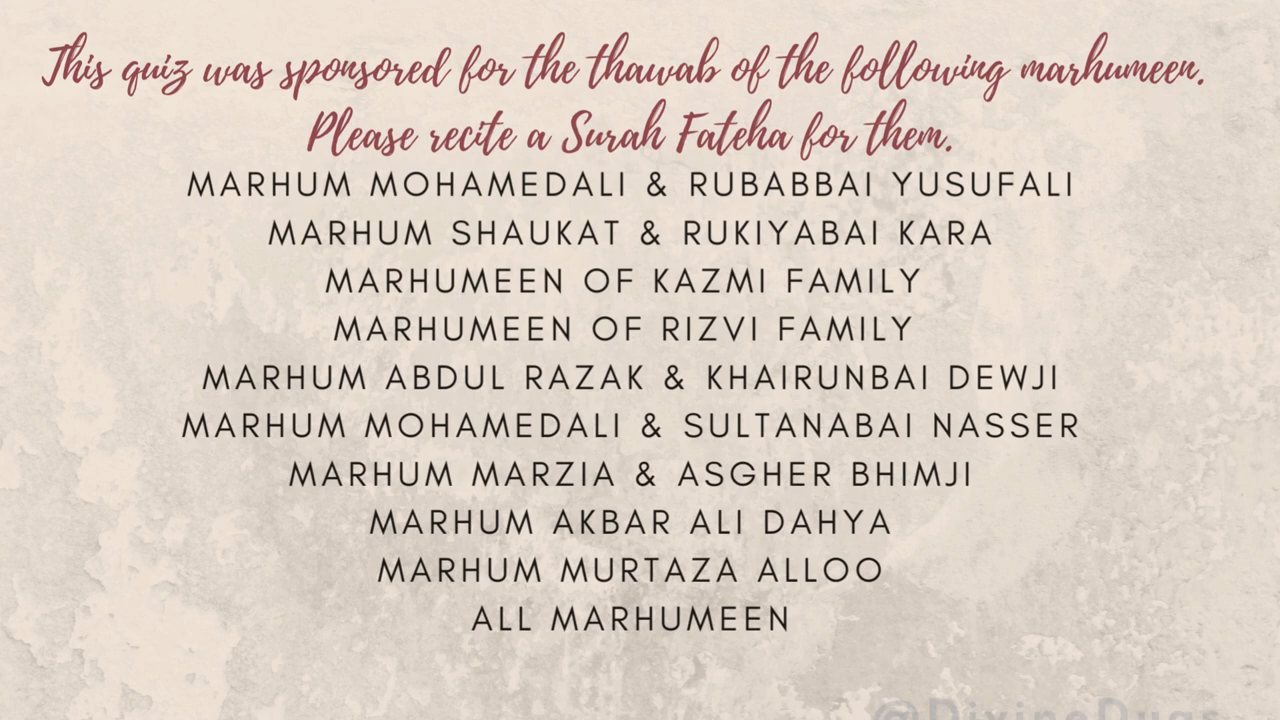 This quiz was sponsored for the thawab of the following marhumeen.
Please recite a Surah Fateha for them.
MARHUM MOHAMEDALI & RUBABBAI YUSUFALI
MARHUM SHAUKAT & RUKIYABAI KARA
MARHUMEEN OF KAZMI FAMILY
MARHUMEEN OF RIZVI FAMILY
MARHUM ABDUL RAZAK & KHAIRUNBAI DEWJI
MARHUM MOHAMEDALI & SULTANABAI NASSER
MARHUM MARZIA & ASGHER BHIMJI
MARHUM AKBAR ALI DAHYA
MARHUM MURTAZA ALLOO
ALL MARHUMEEN